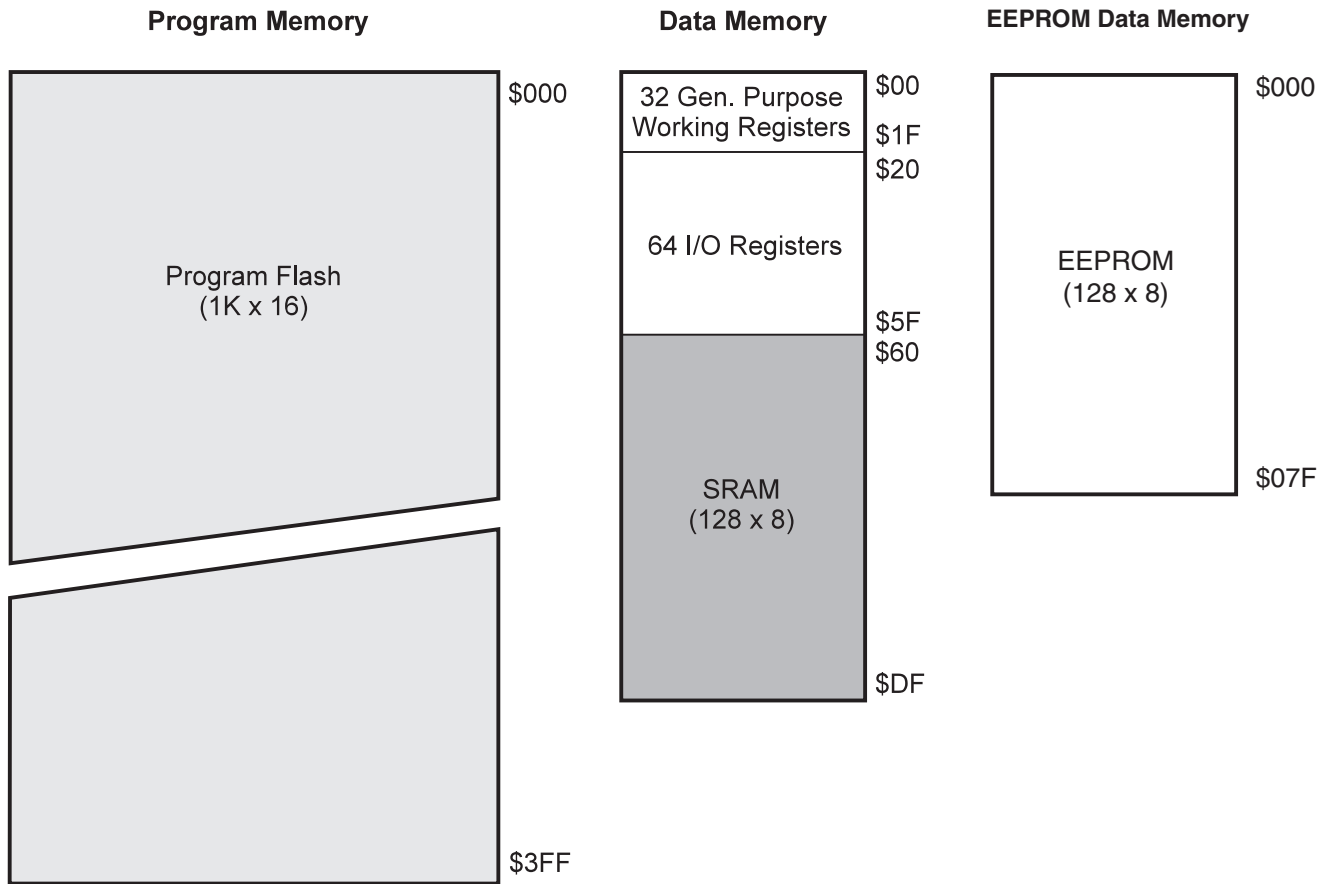 Program Memory
$000
Program Flash
(1K x 16)
$3FF
Data Memory
32 Gen. Purpose
Working Registers
$00
$1F
$20
64 I/O Registers
$5F
$60
SRAM
(128 x 8)
$DF
EEPROM Data Memory
$000
EEPROM
(128 x 8)
$07F